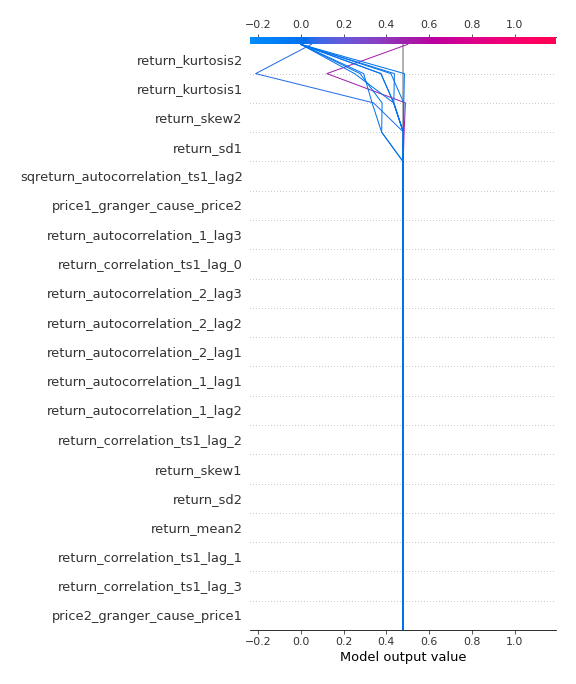 −0.2 0.0 0.2 0.4 0.6 0.8 1.0
return_kurtosis2
return_kurtosis1
return_skew2
return_sd1
sqreturn_autocorrelation_ts1_lag2
price1_granger_cause_price2
return_autocorrelation_1_lag3
return_correlation_ts1_lag_0
return_autocorrelation_2_lag3
return_autocorrelation_2_lag2
return_autocorrelation_2_lag1
return_autocorrelation_1_lag1
return_autocorrelation_1_lag2
return_correlation_ts1_lag_2
return_skew1
return_sd2
return_mean2
return_correlation_ts1_lag_1
return_correlation_ts1_lag_3
price2_granger_cause_price1
−0.2 0.0 0.2 0.4 0.6 0.8 1.0
Model output value